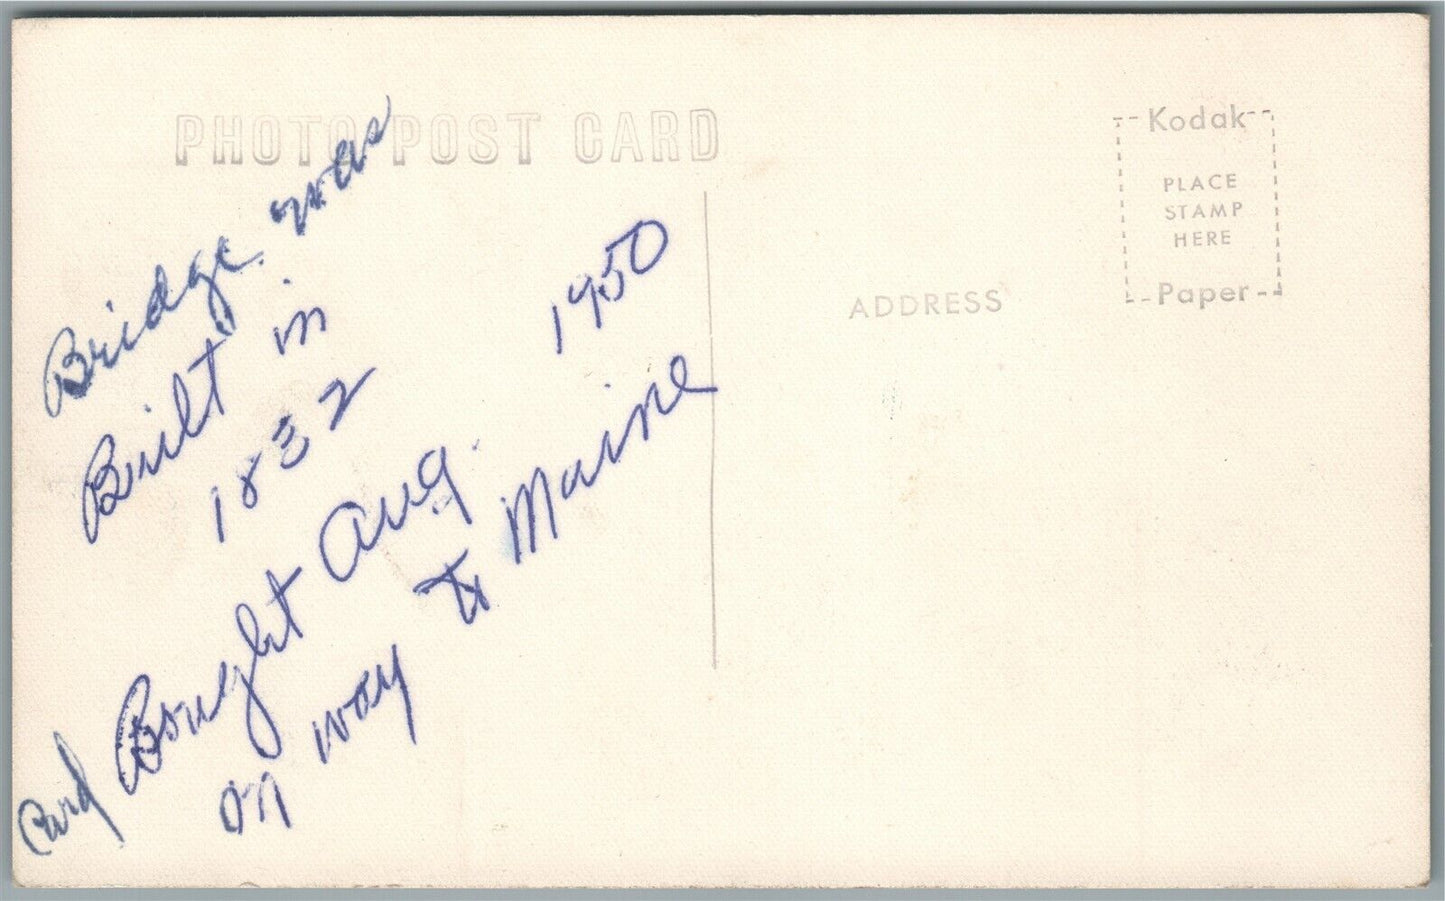 PHOTO POST CARD
Bridge was
Built in
1832
Card Bought Aug. 1950
on way to Maine
ADDRESS
Kodak
PLACE
STAMP
HERE
Paper